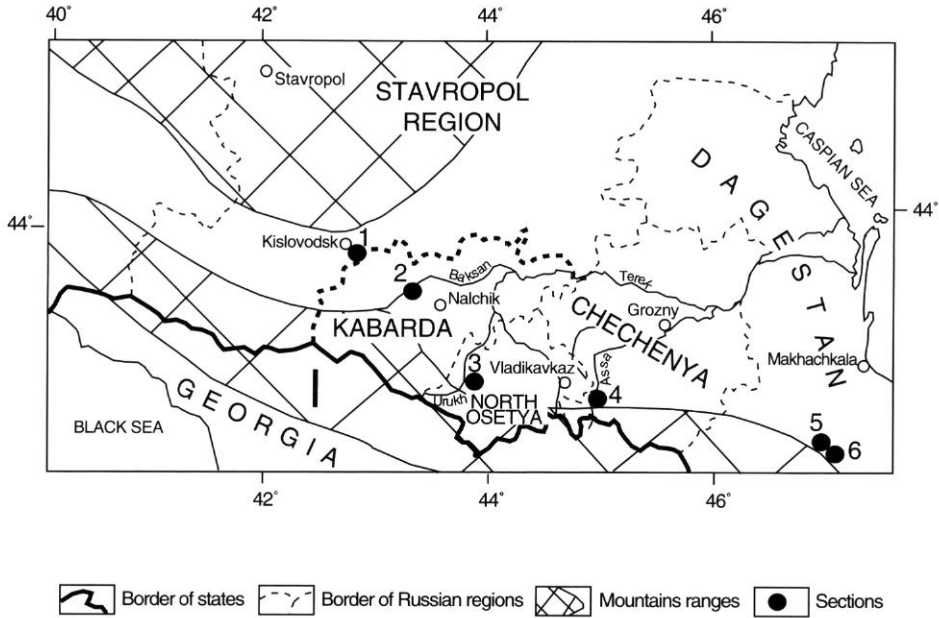 40° 42° 44° 46°
Stavropol
STAVROPOL
REGION
CASPIAN SEA
DAGESTAN
44° 44°
Kislovodsk 1
2 Baksan
Terek
Nalchik
KABARDA
CHECHENYA
Grozny
Makhachkala
3 Vladikavkaz
Assa
4
Urukh NORTH
OSETYA
I
GEORGIA
BLACK SEA
5
6
42° 44° 46°
Border of states Border of Russian regions Mountains ranges Sections